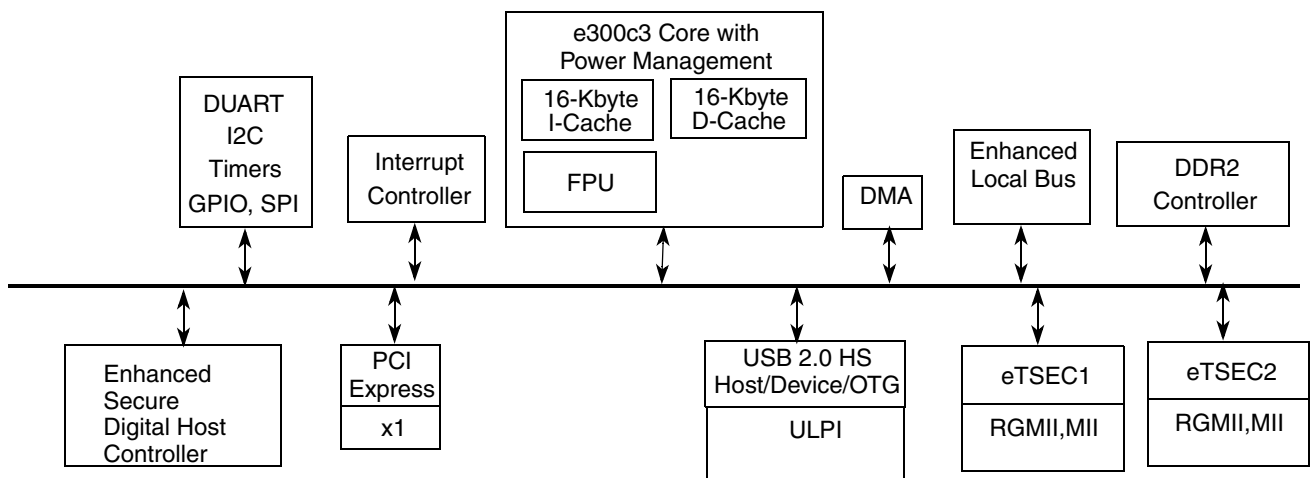 e300c3 Core with
Power Management
16-Kbyte
I-Cache
16-Kbyte
D-Cache
FPU
DUART
I2C
Timers
GPIO, SPI
Interrupt
Controller
DMA
Enhanced
Local Bus
DDR2
Controller
Enhanced
Secure
Digital Host
Controller
PCI
Express
x1
USB 2.0 HS
Host/Device/OTG
ULPI
eTSEC1
RGMII,MII
eTSEC2
RGMII,MII